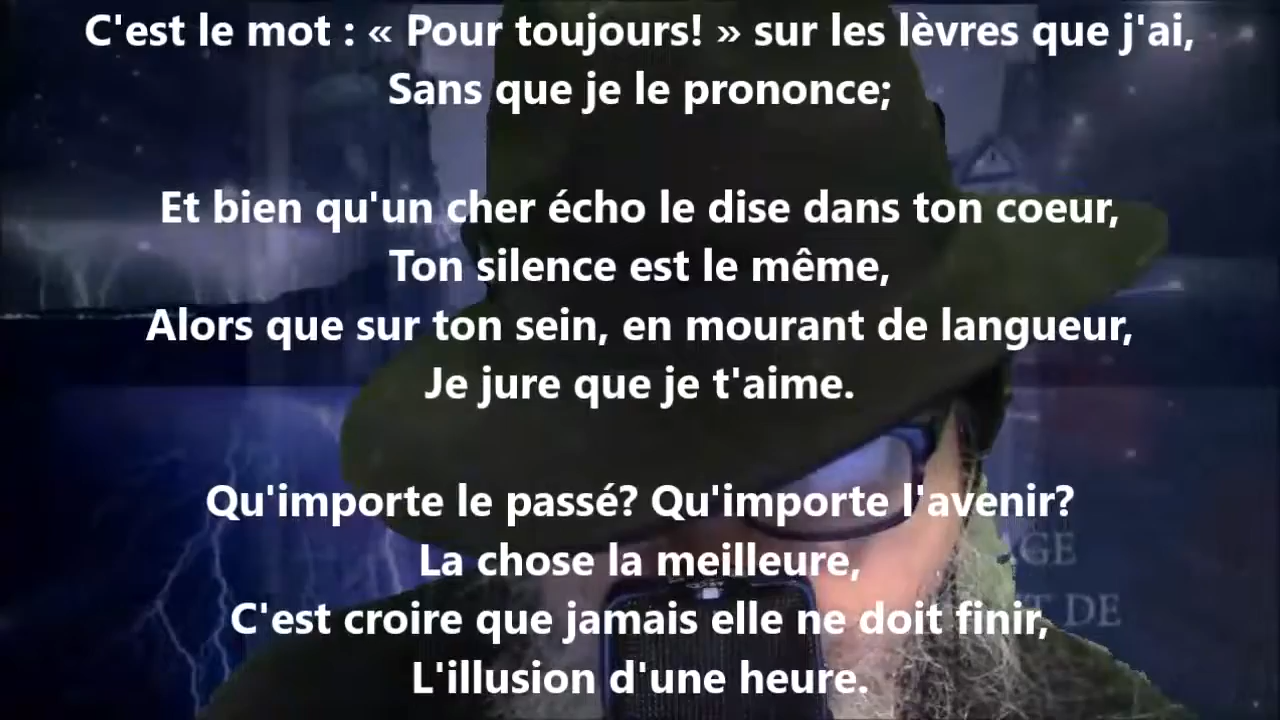 C'est le mot : « Pour toujours! » sur les lèvres que j'ai,
Sans que je le prononce;
Et bien qu'un cher écho le dise dans ton coeur,
Ton silence est le même,
Alors que sur ton sein, en mourant de langueur,
Je jure que je t'aime.
Qu'importe le passé? Qu'importe l'avenir?
La chose la meilleure,
C'est croire que jamais elle ne doit finir,
L'illusion d'une heure.
DE